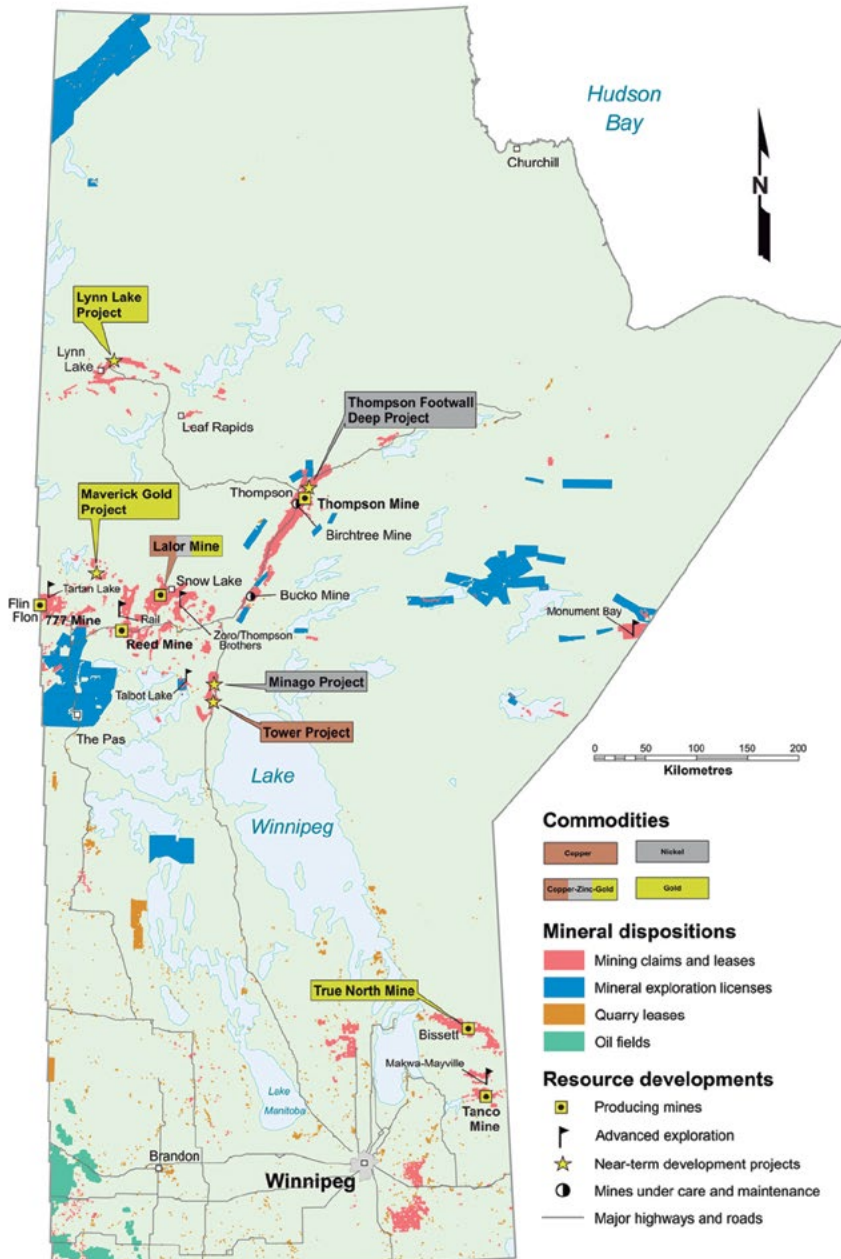 Hudson
Bay
Churchill
N
Lynn Lake
Project
Lynn
Lake
Leaf Rapids
Thompson Footwall
Deep Project
Thompson
Thompson Mine
Birchtree Mine
Maverick Gold
Project
Lalor Mine
Snow Lake
Tartan Lake
Flin
Flon
777 Mine
Rail
Reed Mine
Zero/Thompson
Brothers
Bucko Mine
Monument Bay
Talbot Lake
Minago Project
Tower Project
The Pas
0 50 100 150 200
Kilometres
Lake
Winnipeg
Commodities
Copper
Nickel
Copper-Zinc-Gold
Gold
Mineral dispositions
Mining claims and leases
Mineral exploration licenses
Quarry leases
Oil fields
True North Mine
Bissett
Makwa-Mayville
Tanco
Mine
Lake
Manitoba
Brandon
Winnipeg
Resource developments
Producing mines
Advanced exploration
Near-term development projects
Mines under care and maintenance
Major highways and roads